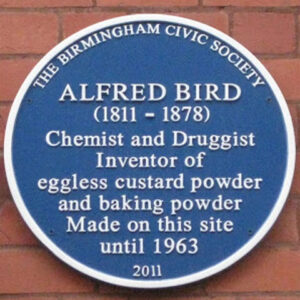 THE BIRMINGHAM CIVIC SOCIETY
ALFRED BIRD
(1811 - 1878)
Chemist and Druggist
Inventor of
eggless custard powder
and baking powder
Made on this site
until 1963
2011